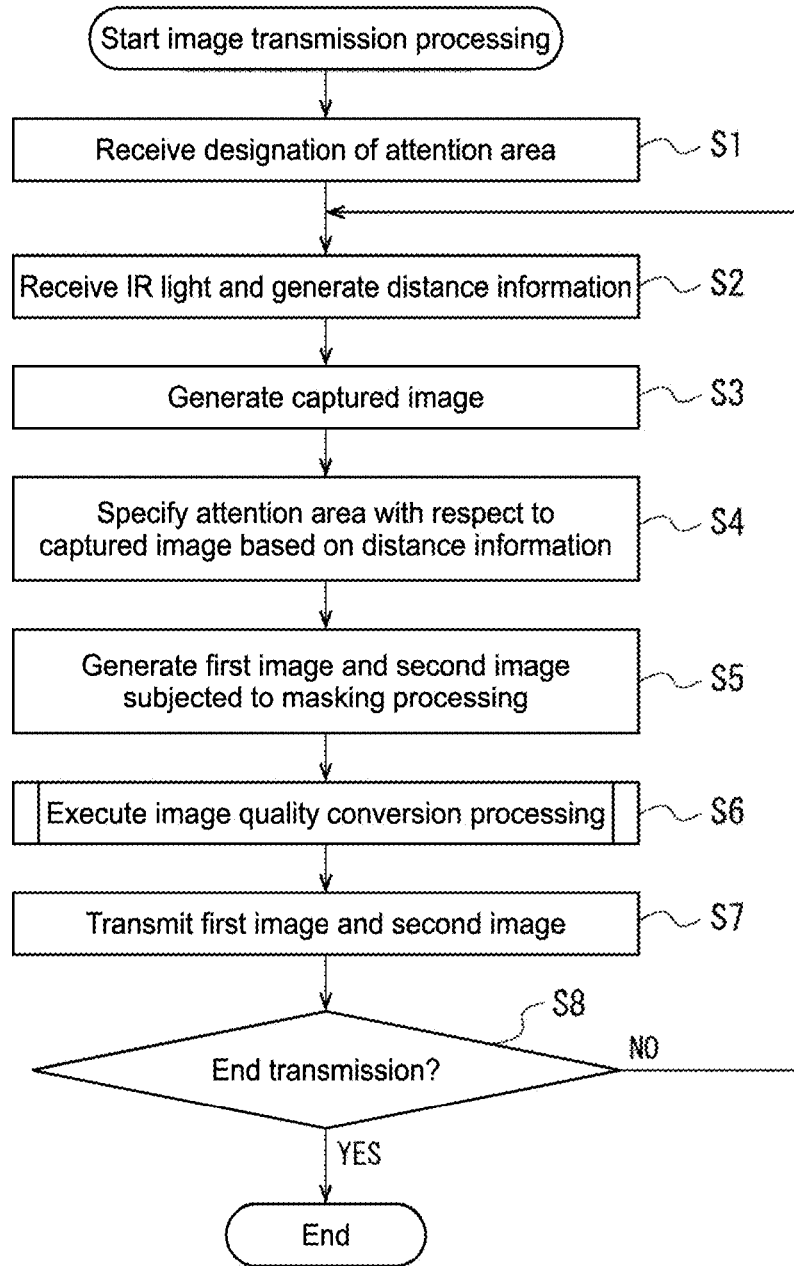 Start image transmission processing
Receive designation of attention area
S1
Receive IR light and generate distance information
S2
Generate captured image
S3
Specify attention area with respect to
captured image based on distance information
S4
Generate first image and second image
subjected to masking processing
S5
Execute image quality conversion processing
S6
Transmit first image and second image
S7
S8
End transmission?
NO
YES
End